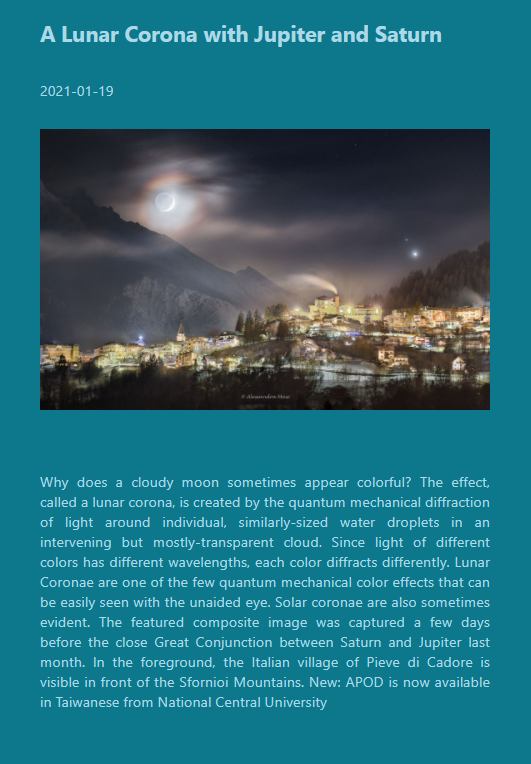 A Lunar Corona with Jupiter and Saturn
2021-01-19
Why does a cloudy moon sometimes appear colorful? The effect,
called a lunar corona, is created by the quantum mechanical diffraction
of light around individual, similarly-sized water droplets in an
intervening but mostly-transparent cloud. Since light of different
colors has different wavelengths, each color diffracts differently. Lunar
Coronae are one of the few quantum mechanical color effects that can
be easily seen with the unaided eye. Solar coronae are also sometimes
evident. The featured composite image was captured a few days
before the close Great Conjunction between Saturn and Jupiter last
month. In the foreground, the Italian village of Pieve di Cadore is
visible in front of the Sfornioi Mountains. New: APOD is now available
in Taiwanese from National Central University